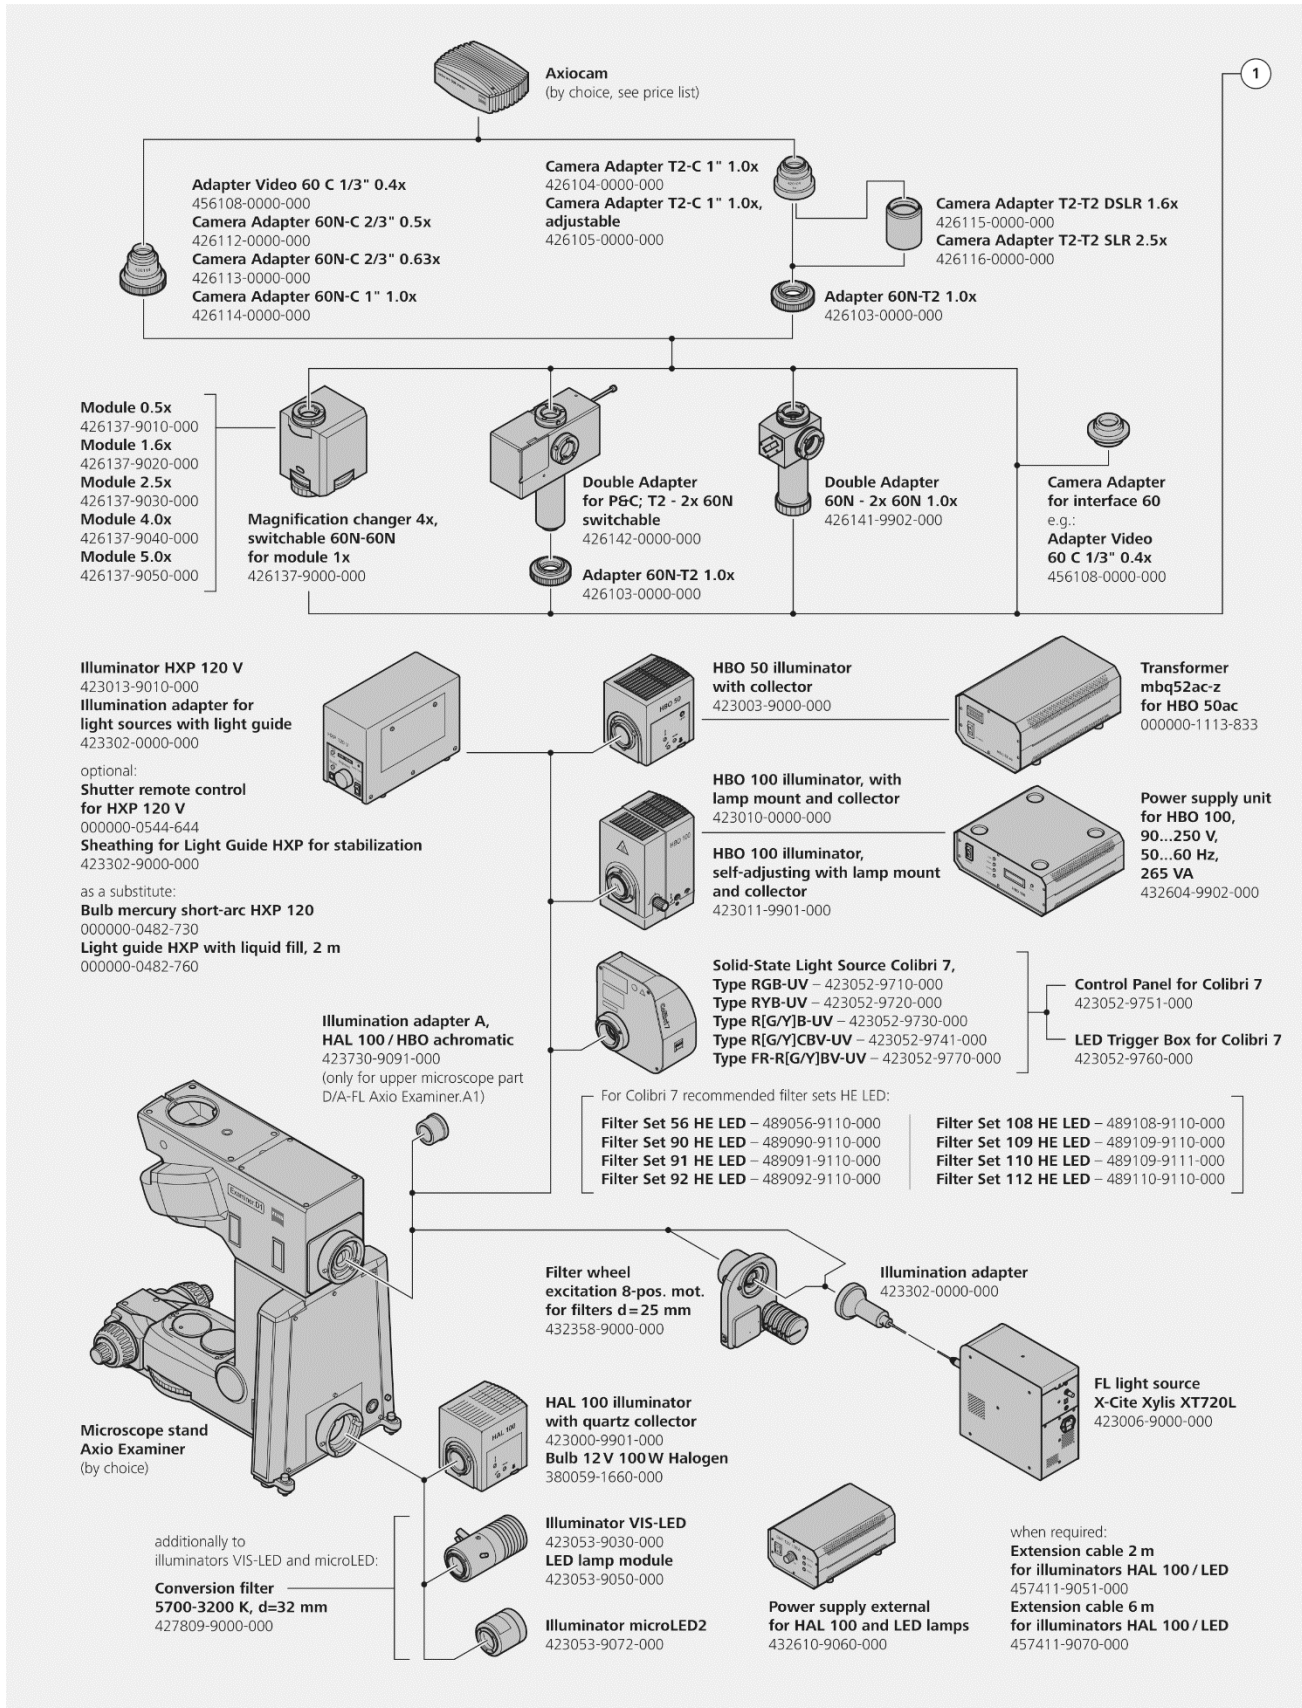 Axiocam
(by choice, see price list)
1
Adapter Video 60 C 1/3" 0.4x
456108-0000-000
Camera Adapter 60N-C 2/3" 0.5x
426112-0000-000
Camera Adapter 60N-C 2/3" 0.63x
426113-0000-000
Camera Adapter 60N-C 1" 1.0x
426114-0000-000
Camera Adapter T2-C 1" 1.0x
426104-0000-000
Camera Adapter T2-C 1" 1.0x,
adjustable
426105-0000-000
Camera Adapter T2-T2 DSLR 1.6x
426115-0000-000
Camera Adapter T2-T2 SLR 2.5x
426116-0000-000
Adapter 60N-T2 1.0x
426103-0000-000
Module 0.5x
426137-9010-000
Module 1.6x
426137-9020-000
Module 2.5x
426137-9030-000
Module 4.0x
426137-9040-000
Module 5.0x
426137-9050-000
Magnification changer 4x,
switchable 60N-60N
for module 1x
426137-9000-000
Double Adapter
for P&C; T2 - 2x 60N
switchable
426142-0000-000
Adapter 60N-T2 1.0x
426103-0000-000
Double Adapter
60N - 2x 60N 1.0x
426141-9902-000
Camera Adapter
for interface 60
e.g.:
Adapter Video
60 C 1/3" 0.4x
456108-0000-000
Illuminator HXP 120 V
423013-9010-000
Illumination adapter for
light sources with light guide
423302-0000-000
optional:
Shutter remote control
for HXP 120 V
000000-0544-644
Sheathing for Light Guide HXP for stabilization
423302-9000-000
as a substitute:
Bulb mercury short-arc HXP 120
000000-0482-730
Light guide HXP with liquid fill, 2 m
000000-0482-760
HXP 120 V
HBO 50
HBO 50 illuminator
with collector
423003-9000-000
Transformer
mbq52ac-z
for HBO 50ac
000000-1113-833
HBO 100
HBO 100 illuminator, with
lamp mount and collector
423010-0000-000
HBO 100 illuminator,
self-adjusting with lamp mount
and collector
423011-9901-000
Power supply unit
for HBO 100,
90...250 V,
50...60 Hz,
265 VA
432604-9902-000
Colibri 7
Solid-State Light Source Colibri 7,
Type RGB-UV – 423052-9710-000
Type RYB-UV – 423052-9720-000
Type R[G/Y]B-UV – 423052-9730-000
Type R[G/Y]CBV-UV – 423052-9741-000
Type FR-R[G/Y]BV-UV – 423052-9770-000
Control Panel for Colibri 7
423052-9751-000
LED Trigger Box for Colibri 7
423052-9760-000
Illumination adapter A,
HAL 100 / HBO achromatic
423730-9091-000
(only for upper microscope part
D/A-FL Axio Examiner.A1)
For Colibri 7 recommended filter sets HE LED:
Filter Set 56 HE LED – 489056-9110-000
Filter Set 90 HE LED – 489090-9110-000
Filter Set 91 HE LED – 489091-9110-000
Filter Set 92 HE LED – 489092-9110-000
Filter Set 108 HE LED – 489108-9110-000
Filter Set 109 HE LED – 489109-9110-000
Filter Set 110 HE LED – 489109-9111-000
Filter Set 112 HE LED – 489110-9110-000
Examiner.D1
Filter wheel
excitation 8-pos. mot.
for filters d = 25 mm
432358-9000-000
Illumination adapter
423302-0000-000
FL light source
X-Cite Xylis XT720L
423006-9000-000
Microscope stand
Axio Examiner
(by choice)
HAL 100
HAL 100 illuminator
with quartz collector
423000-9901-000
Bulb 12 V 100 W Halogen
380059-1660-000
additionally to
illuminators VIS-LED and microLED:
Conversion filter
5700-3200 K, d=32 mm
427809-9000-000
Illuminator VIS-LED
423053-9030-000
LED lamp module
423053-9050-000
Illuminator microLED2
423053-9072-000
Power supply external
for HAL 100 and LED lamps
432610-9060-000
when required:
Extension cable 2 m
for illuminators HAL 100 / LED
457411-9051-000
Extension cable 6 m
for illuminators HAL 100 / LED
457411-9070-000